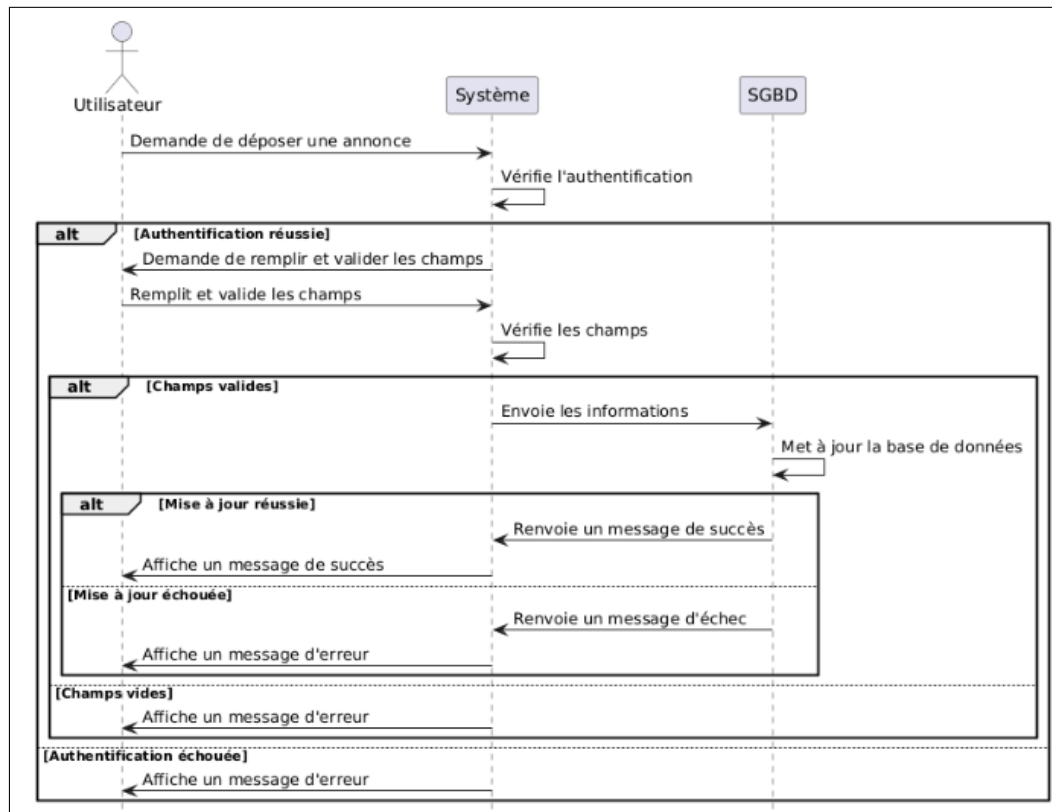 Utilisateur
Système
SGBD
Demande de déposer une annonce
Vérifie l'authentification
alt
[Authentification réussie]
Demande de remplir et valider les champs
Remplit et valide les champs
Vérifie les champs
alt
[Champs valides]
Envoie les informations
Met à jour la base de données
alt
[Mise à jour réussie]
Renvoie un message de succès
Affiche un message de succès
[Mise à jour échouée]
Renvoie un message d'échec
Affiche un message d'erreur
[Champs vides]
Affiche un message d'erreur
[Authentification échouée]
Affiche un message d'erreur